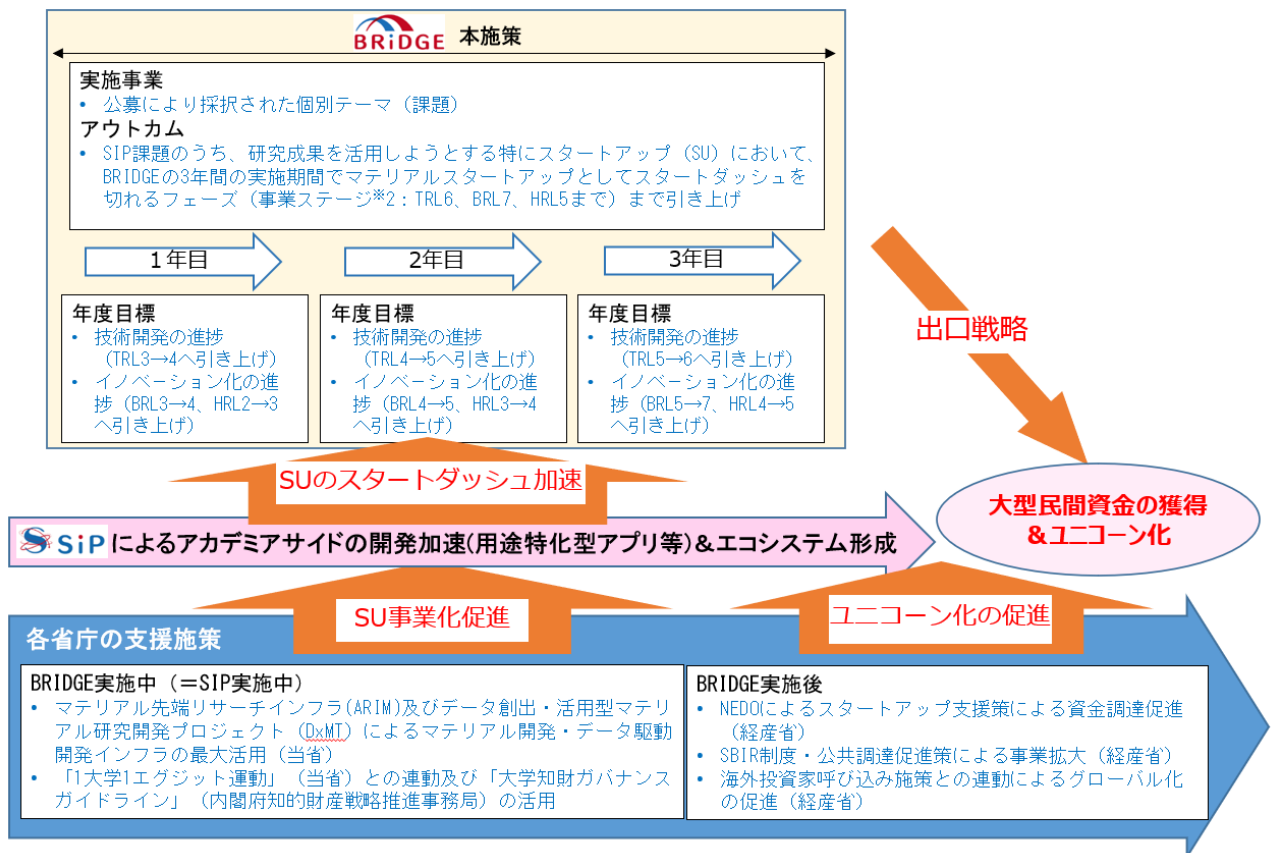 BRiDGE 本施策
実施事業
• 公募により採択された個別テーマ（課題）
アウトカム
• SIP課題のうち、研究成果を活用しようとする特にスタートアップ（SU）において、
BRIDGEの3年間の実施期間でマテリアルスタートアップとしてスタートダッシュを
切れるフェーズ（事業ステージ※2：TRL6、BRL7、HRL5まで）まで引き上げ
1年目
2年目
3年目
年度目標
• 技術開発の進捗
（TRL3→4へ引き上げ）
• イノベーション化の進
捗（BRL3→4、HRL2→3
へ引き上げ）
年度目標
• 技術開発の進捗
（TRL4→5へ引き上げ）
• イノベーション化の進
捗（BRL4→5、HRL3→4
へ引き上げ）
年度目標
• 技術開発の進捗
（TRL5→6へ引き上げ）
• イノベーション化の進
捗（BRL5→7、HRL4→5
へ引き上げ）
出口戦略
SUのスタートダッシュ加速
大型民間資金の獲得
&ユニコーン化
SiP によるアカデミアサイドの開発加速(用途特化型アプリ等)&エコシステム形成
SU事業化促進
ユニコーン化の促進
各省庁の支援施策
BRIDGE実施中（＝SIP実施中）
• マテリアル先端リサーチインフラ(ARIM)及びデータ創出・活用型マテリ
アル研究開発プロジェクト（DxMT）によるマテリアル開発・データ駆動
開発インフラの最大活用（当省）
• 「1大学1エグジット運動」（当省）との連動及び「大学知財ガバナンス
ガイドライン」（内閣府知的財産戦略推進事務局）の活用
BRIDGE実施後
• NEDOによるスタートアップ支援策による資金調達促進
（経産省）
• SBIR制度・公共調達促進策による事業拡大（経産省）
• 海外投資家呼び込み施策との連動によるグローバル化
の促進（経産省）